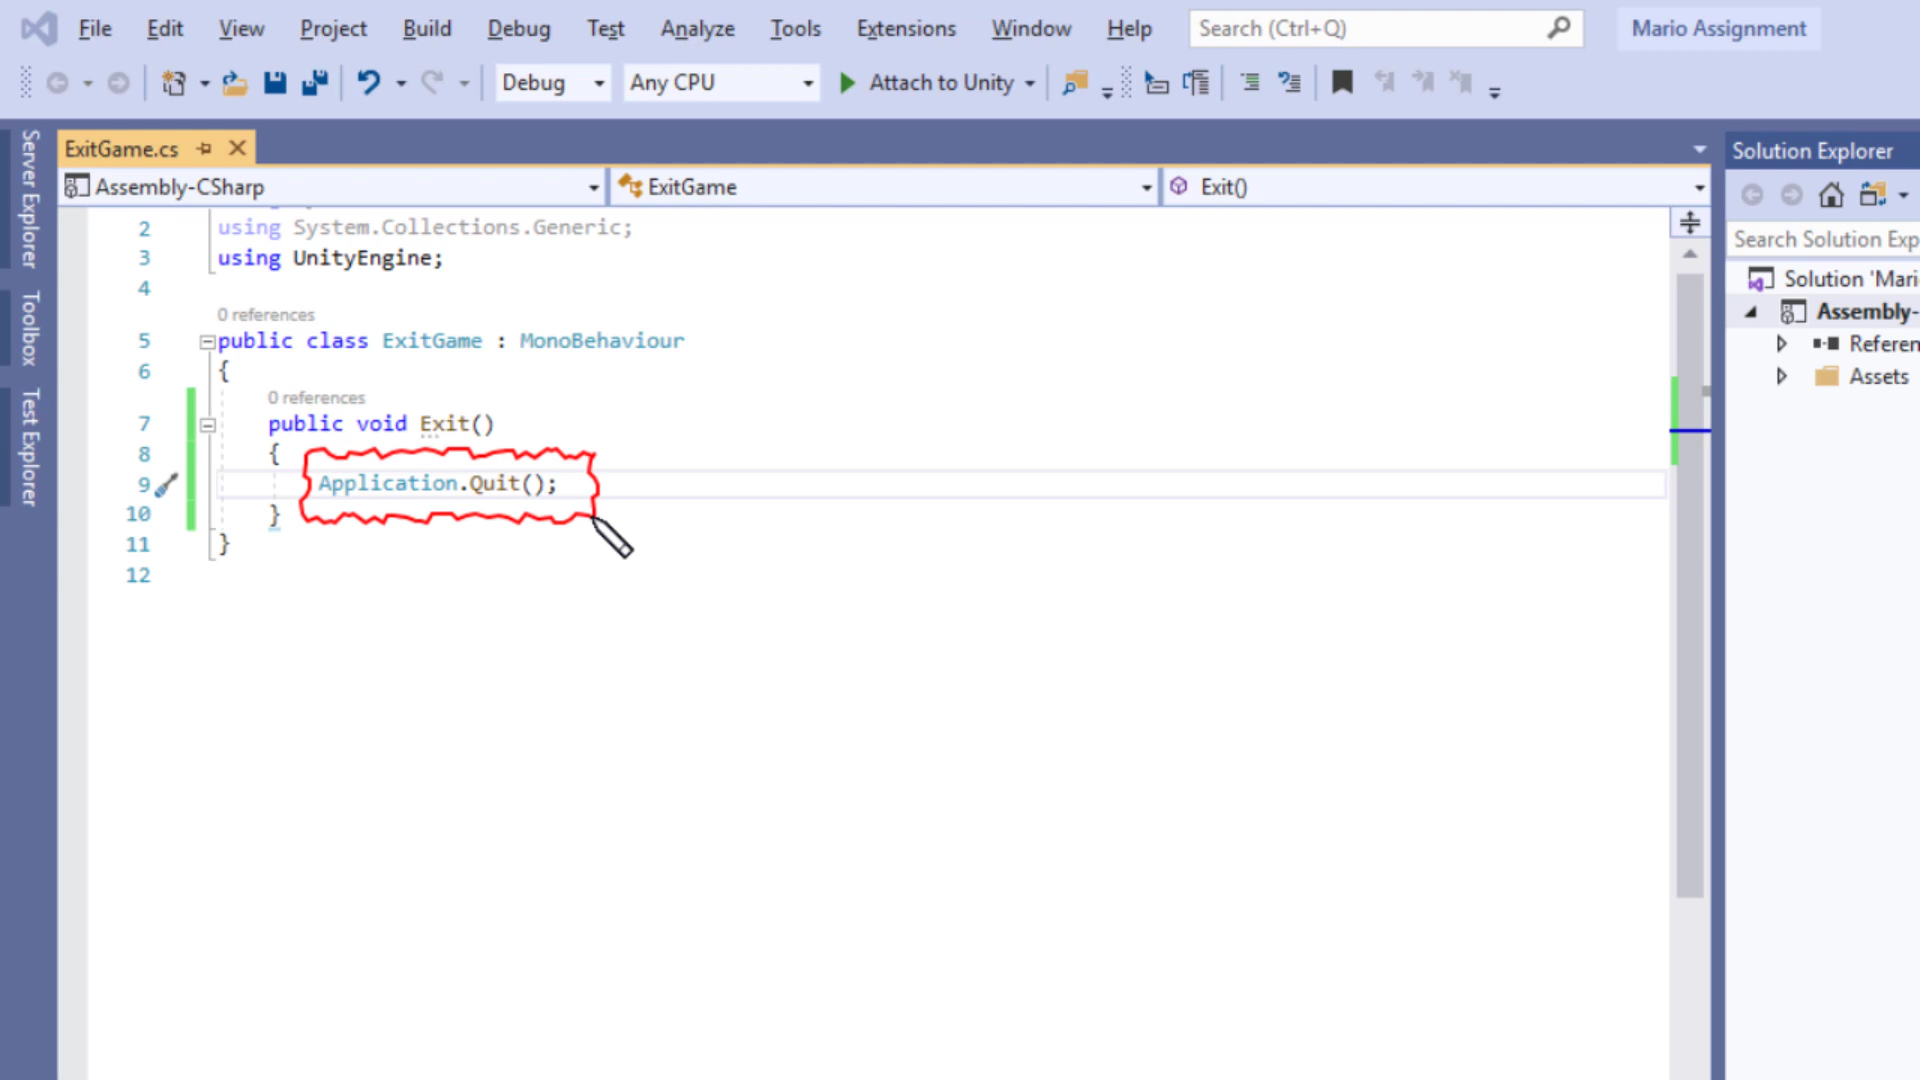 File Edit View Project Build Debug Test Analyze Tools Extensions Window Help Search (Ctrl+Q) Mario Assignment
Debug Any CPU Attach to Unity
Server Explorer
Toolbox
Test Explorer
ExitGame.cs
Assembly-CSharp ExitGame Exit()
2 using System.Collections.Generic;
3 using UnityEngine;
4
0 references
5 public class ExitGame : MonoBehaviour
6 {
0 references
7 public void Exit()
8 {
9 Application.Quit();
10 }
11 }
12
Solution Explorer
Search Solution Exp
Solution 'Mari
Assembly-
Referen
Assets